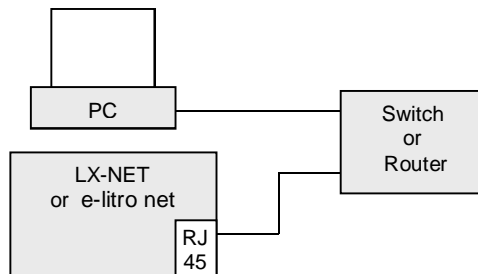 PC
Switch
or
Router
LX-NET
or e-litro net
RJ
45